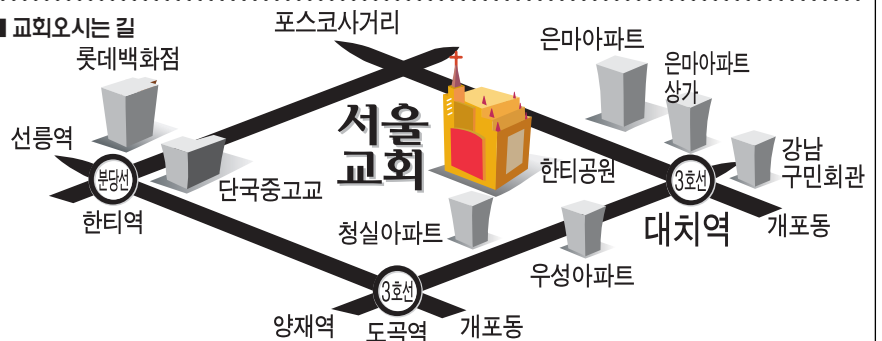 교회오시는 길
포스코사거리
롯데백화점
은마아파트
은마아파트
상가
선릉역
서울
교회
분당선
단국중고교
한티공원
3호선
강남
구민회관
한티역
청실아파트
대치역
개포동
우성아파트
3호선
양재역
도곡역
개포동